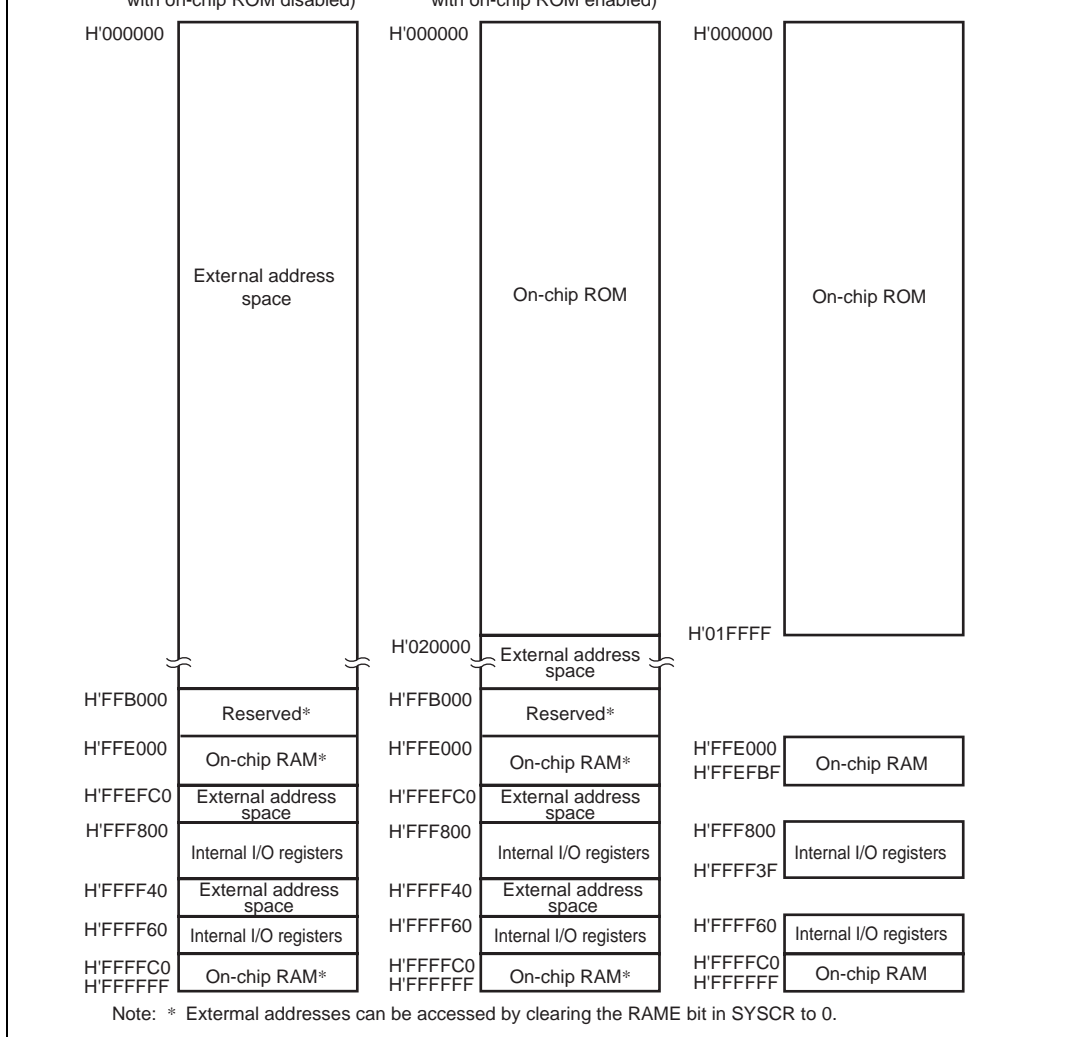 with on-chip ROM disabled)
with on-chip ROM enabled)
H'000000
External address
space
H'FFB000
Reserved*
H'FFE000
On-chip RAM*
H'FFEFC0
External address
space
H'FFF800
Internal I/O registers
H'FFFF40
External address
space
H'FFFF60
Internal I/O registers
H'FFFFC0
On-chip RAM*
H'FFFFFF
H'000000
On-chip ROM
H'020000
External address
space
H'FFB000
Reserved*
H'FFE000
On-chip RAM*
H'FFEFC0
External address
space
H'FFF800
Internal I/O registers
H'FFFF40
External address
space
H'FFFF60
Internal I/O registers
H'FFFFC0
On-chip RAM*
H'FFFFFF
H'000000
On-chip ROM
H'01FFFF
H'FFE000
On-chip RAM
H'FFEFBF
H'FFF800
Internal I/O registers
H'FFFF3F
H'FFFF60
Internal I/O registers
H'FFFFC0
On-chip RAM
H'FFFFFF
Note: * Extermal addresses can be accessed by clearing the RAME bit in SYSCR to 0.